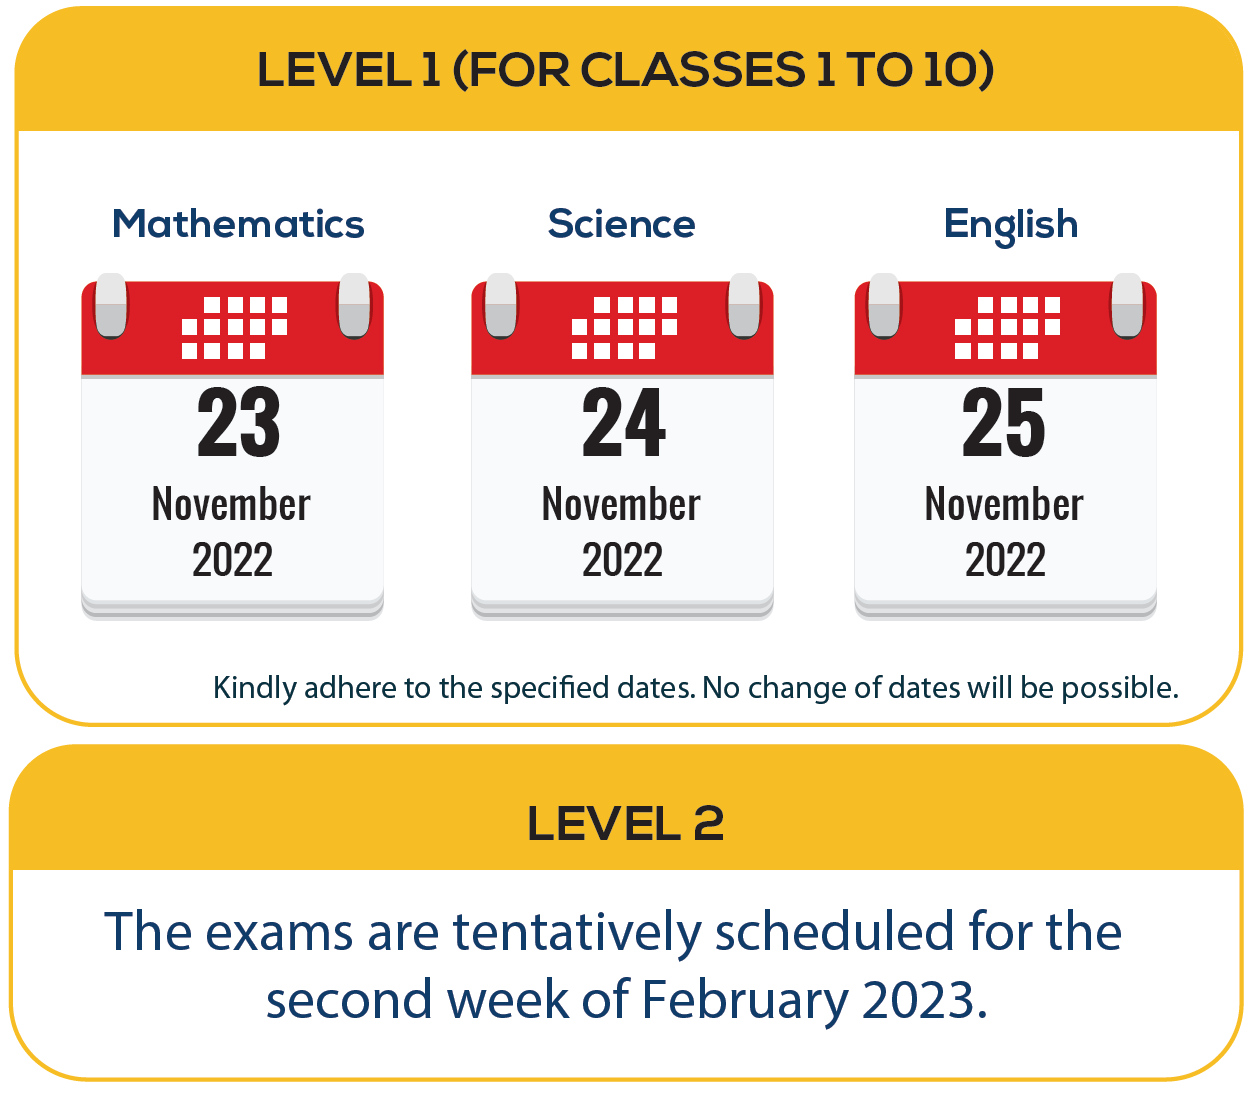 LEVEL 1 (FOR CLASSES 1 TO 10)
Mathematics
Science
English
23
November
2022
24
November
2022
25
November
2022
Kindly adhere to the specified dates. No change of dates will be possible.
LEVEL 2
The exams are tentatively scheduled for the
second week of February 2023.